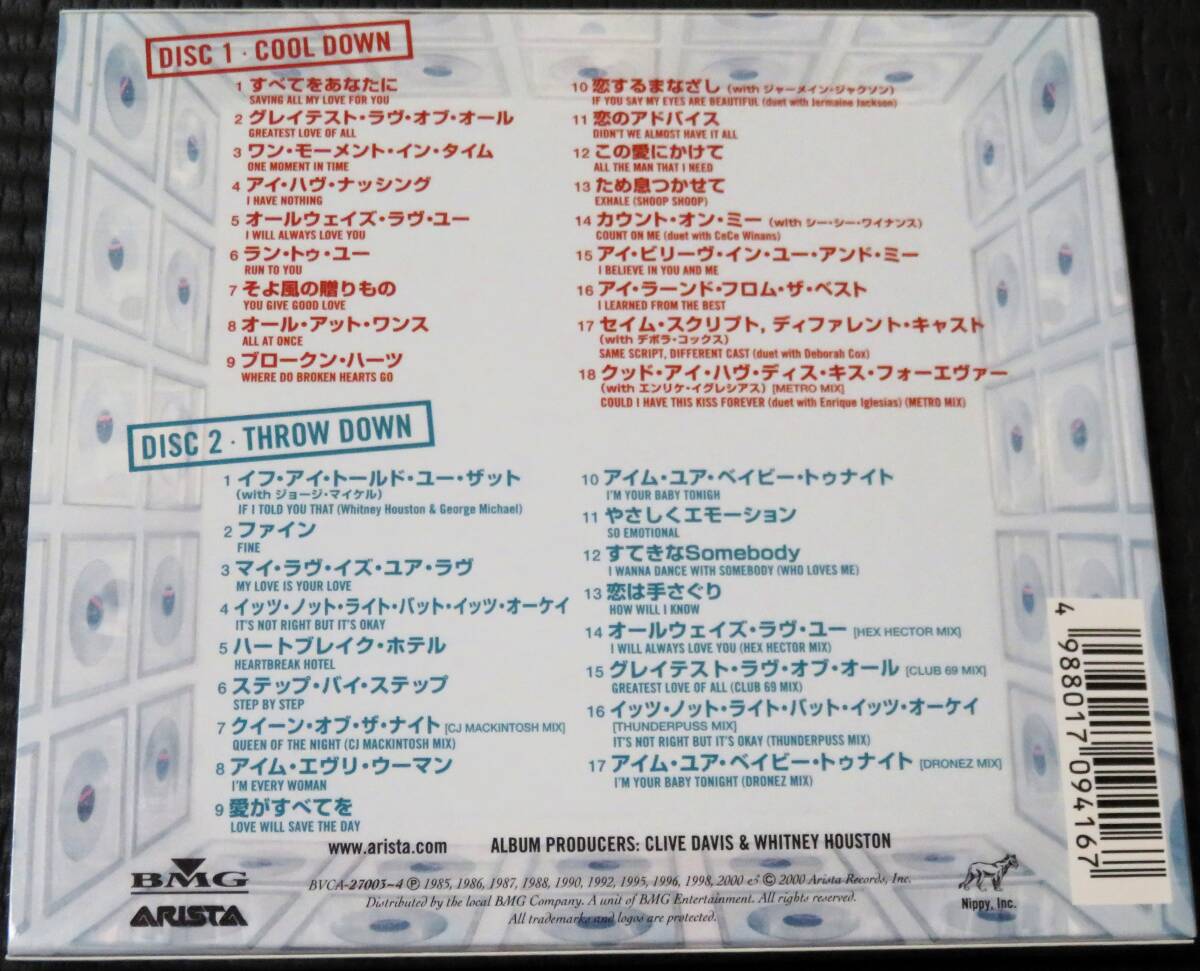 DISC 1 · COOL DOWN
1 すべてをあなたに
SAVING ALL MY LOVE FOR YOU
2 グレイテスト・ラヴ・オブ・オール
GREATEST LOVE OF ALL
3 ワン・モーメント・イン・タイム
ONE MOMENT IN TIME
4 アイ・ハヴ・ナッシング
I HAVE NOTHING
5 オールウェイズ・ラヴ・ユー
I WILL ALWAYS LOVE YOU
6 ラン・トゥ・ユー
RUN TO YOU
7 そよ風の贈りもの
YOU GIVE GOOD LOVE
8 オール・アット・ワンス
ALL AT ONCE
9 ブロークン・ハーツ
WHERE DO BROKEN HEARTS GO
10 恋するまなざし (with ジャーメイン・ジャクソン)
IF YOU SAY MY EYES ARE BEAUTIFUL (duet with Jermaine Jackson)
11 恋のアドバイス
DIDN'T WE ALMOST HAVE IT ALL
12 この愛にかけて
ALL THE MAN THAT I NEED
13 ため息つかせて
EXHALE (SHOOP SHOOP)
14 カウント・オン・ミー (with シー・シー・ワイナンス)
COUNT ON ME (duet with CeCe Winans)
15 アイ・ビリーヴ・イン・ユー・アンド・ミー
I BELIEVE IN YOU AND ME
16 アイ・ラーンド・フロム・ザ・ベスト
I LEARNED FROM THE BEST
17 セイム・スクリプト, ディファレント・キャスト
(with デボラ・コックス)
SAME SCRIPT, DIFFERENT CAST (duet with Deborah Cox)
18 クッド・アイ・ハヴ・ディス・キス・フォーエヴァー
(with エンリケ・イグレシアス) [METRO MIX]
COULD I HAVE THIS KISS FOREVER (duet with Enrique Iglesias) (METRO MIX)
DISC 2 · THROW DOWN
1 イフ・アイ・トールド・ユー・ザット
(with ジョージ・マイケル)
IF I TOLD YOU THAT (Whitney Houston & George Michael)
2 ファイン
FINE
3 マイ・ラヴ・イズ・ユア・ラヴ
MY LOVE IS YOUR LOVE
4 イッツ・ノット・ライト・バット・イッツ・オーケイ
IT'S NOT RIGHT BUT IT'S OKAY
5 ハートブレイク・ホテル
HEARTBREAK HOTEL
6 ステップ・バイ・ステップ
STEP BY STEP
7 クイーン・オブ・ザ・ナイト [CJ MACKINTOSH MIX]
QUEEN OF THE NIGHT (CJ MACKINTOSH MIX)
8 アイム・エヴリ・ウーマン
I'M EVERY WOMAN
9 愛がすべてを
LOVE WILL SAVE THE DAY
10 アイム・ユア・ベイビー・トゥナイト
I'M YOUR BABY TONIGH
11 やさしくエモーション
SO EMOTIONAL
12 すてきなSomebody
I WANNA DANCE WITH SOMEBODY (WHO LOVES ME)
13 恋は手さぐり
HOW WILL I KNOW
14 オールウェイズ・ラヴ・ユー [HEX HECTOR MIX]
I WILL ALWAYS LOVE YOU (HEX HECTOR MIX)
15 グレイテスト・ラヴ・オブ・オール [CLUB 69 MIX]
GREATEST LOVE OF ALL (CLUB 69 MIX)
16 イッツ・ノット・ライト・バット・イッツ・オーケイ
[THUNDERPUSS MIX]
IT'S NOT RIGHT BUT IT'S OKAY (THUNDERPUSS MIX)
17 アイム・ユア・ベイビー・トゥナイト [DRONEZ MIX]
I'M YOUR BABY TONIGHT (DRONEZ MIX)
4 988017 094167
www.arista.com ALBUM PRODUCERS: CLIVE DAVIS & WHITNEY HOUSTON
BMG
ARISTA
BVCA-27003~4 ℗ 1985, 1986, 1987, 1988, 1990, 1992, 1995, 1996, 1998, 2000 & © 2000 Arista Records, Inc.
Distributed by the local BMG Company. A unit of BMG Entertainment. All rights reserved.
All trademarks and logos are protected.
Nippy, Inc.